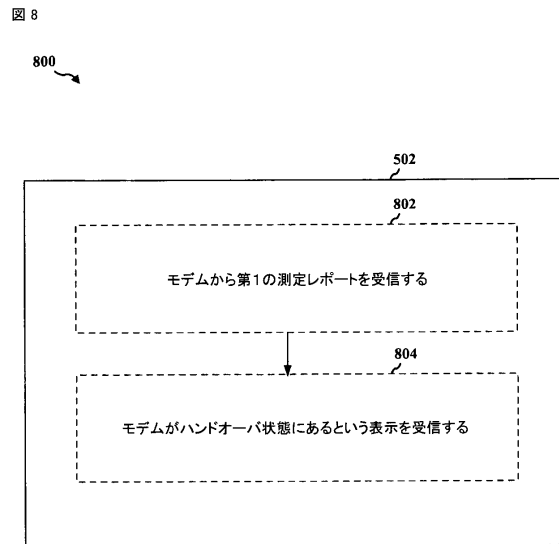 図 8
800
502
802
モデムから第1の測定レポートを受信する
804
モデムがハンドオーバ状態にあるという表示を受信する